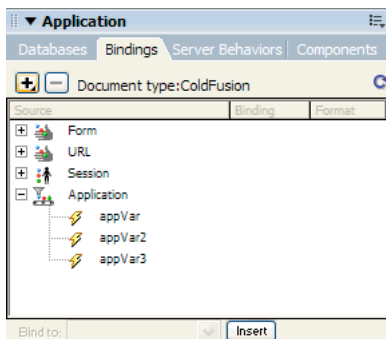 Application
Databases Bindings Server Behaviors Components
Document type:ColdFusion
Source Binding Format
Form
URL
Session
Application
appVar
appVar2
appVar3
Bind to: Insert